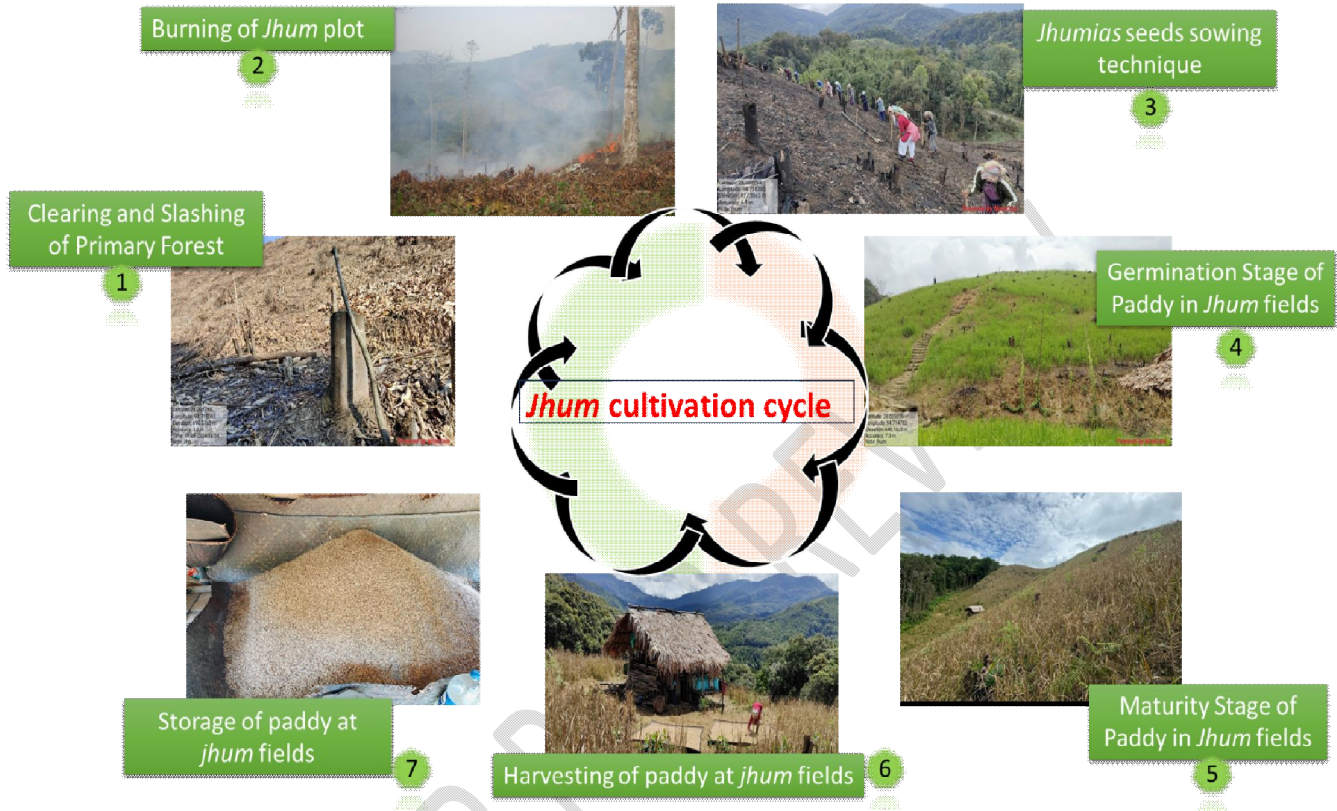 Burning of Jhum plot
2
Jhumias seeds sowing
technique
3
Clearing and Slashing
of Primary Forest
1
Germination Stage of
Paddy in Jhum fields
4
Jhum cultivation cycle
Storage of paddy at
jhum fields
7
Harvesting of paddy at jhum fields
6
Maturity Stage of
Paddy in Jhum fields
5